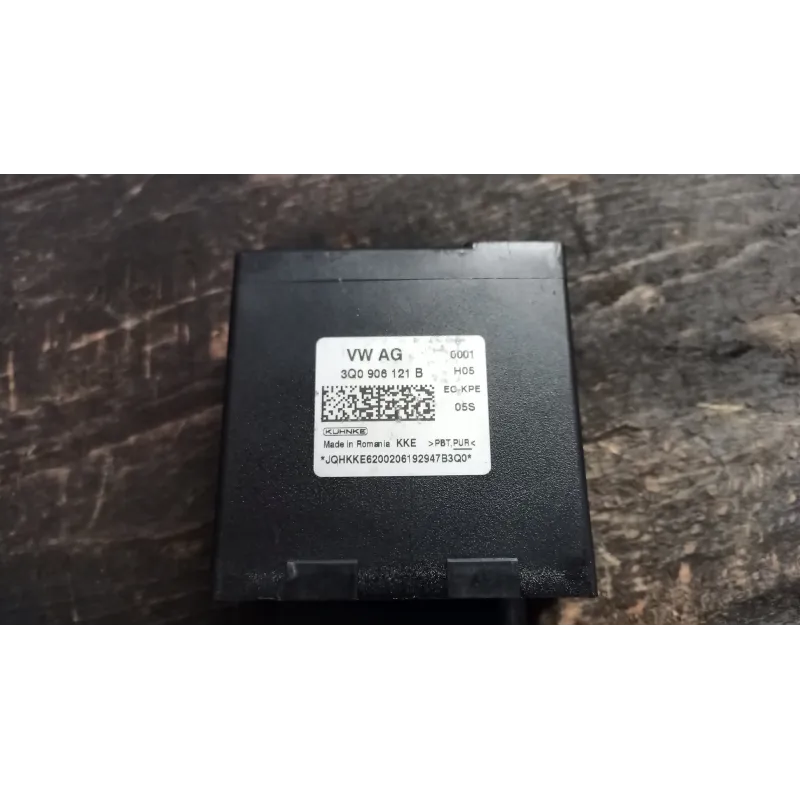 VW AG 0001
3Q0 906 121 B H05
EC-KPE
05S
KUHNKE
Made in Romania KKE >PBT,PUR<
*JQHKKE6200206192947B3Q0*